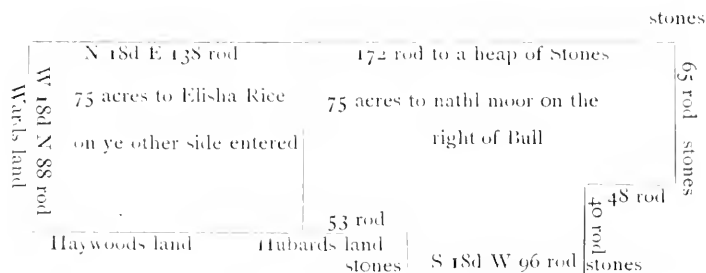 stones
N 18d E 138 rod
172 rod to a heap of Stones
Wards land
W 18d N 88 rod
75 acres to Elisha Rice
on ye other side entered
75 acres to nathl moor on the
right of Bull
65 rod stones
48 rod
40 rod
53 rod
Haywoods land
Hubards land
stones
S 18d W 96 rod
stones